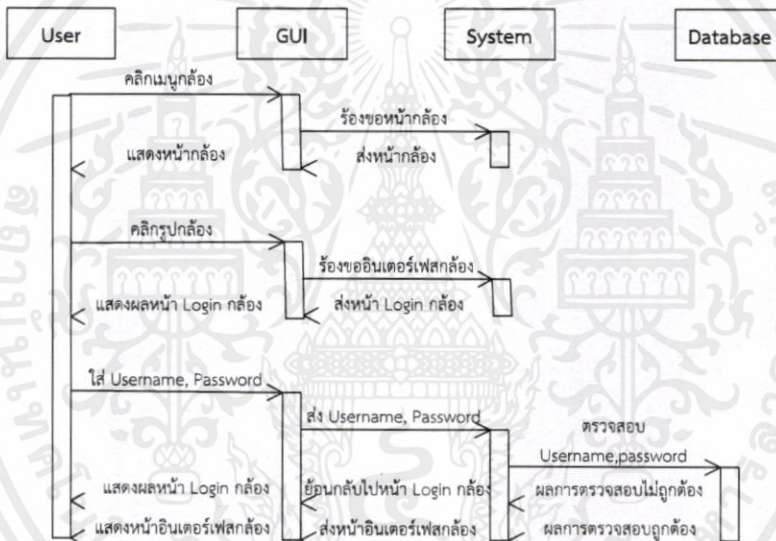 User
GUI
System
Database
คลิกเมนูกล้อง
ร้องขอหน้ากล้อง
แสดงหน้ากล้อง
ส่งหน้ากล้อง
คลิกรูปกล้อง
ร้องขออินเตอร์เฟสกล้อง
แสดงผลหน้า Login กล้อง
ส่งหน้า Login กล้อง
ใส่ Username, Password
ส่ง Username, Password
ตรวจสอบ
Username,password
แสดงผลหน้า Login กล้อง
ย้อนกลับไปหน้า Login กล้อง
ผลการตรวจสอบไม่ถูกต้อง
แสดงหน้าอินเตอร์เฟสกล้อง
ส่งหน้าอินเตอร์เฟสกล้อง
ผลการตรวจสอบถูกต้อง